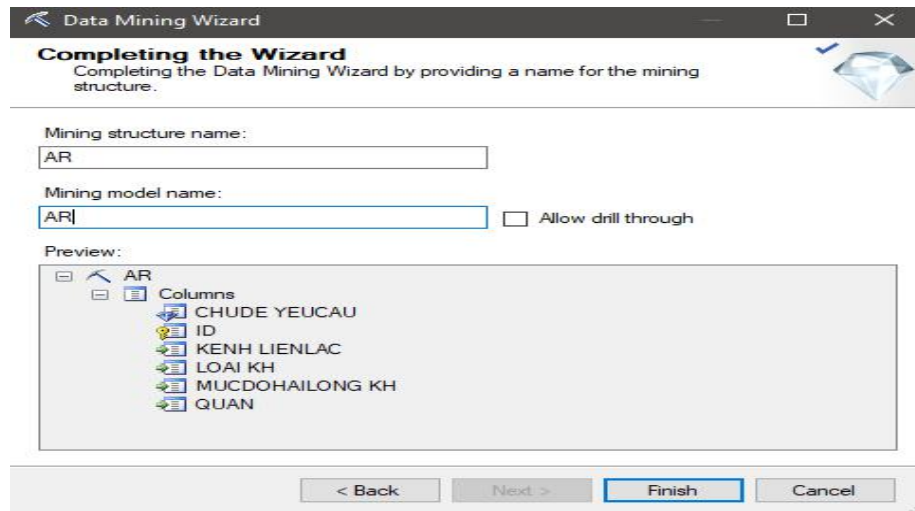 Data Mining Wizard
Completing the Wizard
Completing the Data Mining Wizard by providing a name for the mining
structure.
Mining structure name:
AR
Mining model name:
AR
Allow drill through
Preview:
AR
Columns
CHUDE YEUCAU
ID
KENH LIENLAC
LOAI KH
MUCDOHAILONG KH
QUAN
< Back Next > Finish Cancel